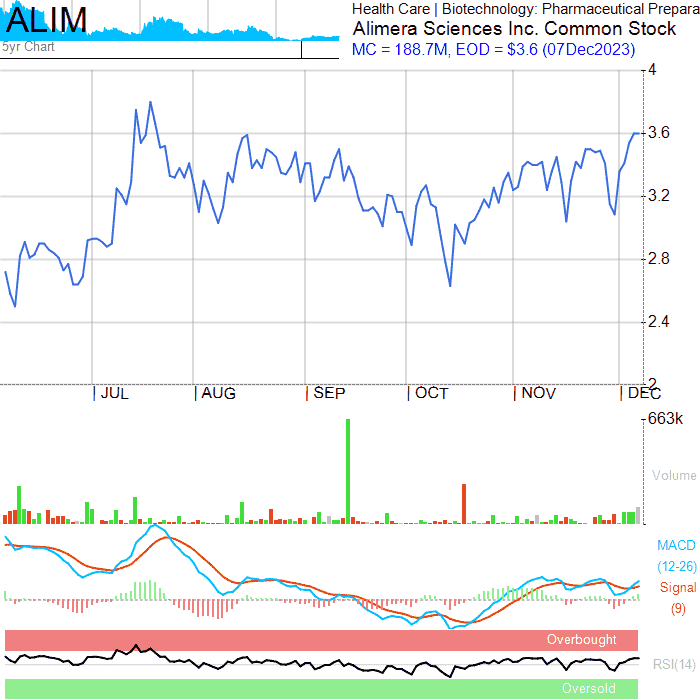 ALIM
5yr Chart
Health Care | Biotechnology: Pharmaceutical Prepara
Alimera Sciences Inc. Common Stock
MC = 188.7M, EOD = $3.6 (07Dec2023)
4
3.6
3.2
2.8
2.4
2
JUL AUG SEP OCT NOV DEC
663k
Volume
MACD
(12-26)
Signal
(9)
Overbought
RSI(14)
Oversold